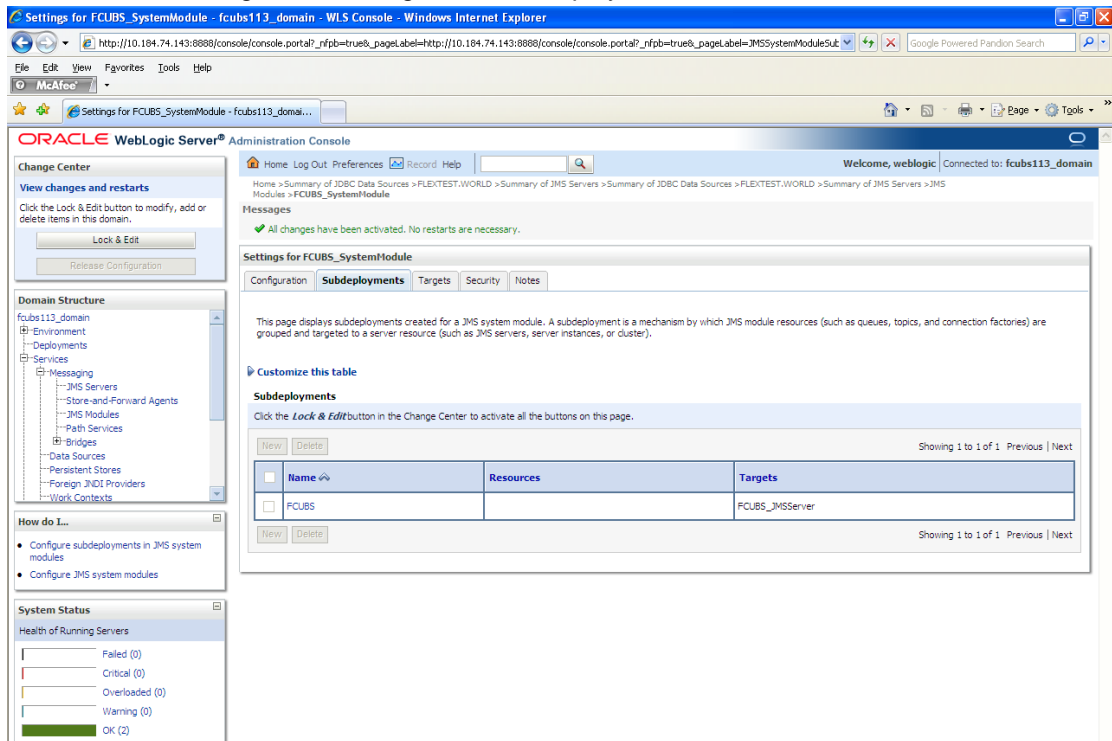 Settings for FCUBS_SystemModule - fcubs113_domain - WLS Console - Windows Internet Explorer
http://10.184.74.143:8888/console/console.portal?_nfpb=true&_pageLabel=http://10.184.74.143:8888/console/console.portal?_nfpb=true&_pageLabel=JMSSystemModuleSub
Google Powered Pandion Search
File Edit View Favorites Tools Help
McAfee
Settings for FCUBS_SystemModule - fcubs113_domai...
Page Tools »
ORACLE WebLogic Server® Administration Console
Change Center
View changes and restarts
Click the Lock & Edit button to modify, add or
delete items in this domain.
Lock & Edit
Release Configuration
Domain Structure
fcubs113_domain
Environment
Deployments
Services
Messaging
JMS Servers
Store-and-Forward Agents
JMS Modules
Path Services
Bridges
Data Sources
Persistent Stores
Foreign JNDI Providers
Work Contexts
How do I...
Configure subdeployments in JMS system
modules
Configure JMS system modules
System Status
Health of Running Servers
Failed (0)
Critical (0)
Overloaded (0)
Warning (0)
OK (2)
Home Log Out Preferences Record Help
Welcome, weblogic Connected to: fcubs113_domain
Home >Summary of JDBC Data Sources >FLEXTEST.WORLD >Summary of JMS Servers >Summary of JDBC Data Sources >FLEXTEST.WORLD >Summary of JMS Servers >JMS
Modules >FCUBS_SystemModule
Messages
All changes have been activated. No restarts are necessary.
Settings for FCUBS_SystemModule
Configuration Subdeployments Targets Security Notes
This page displays subdeployments created for a JMS system module. A subdeployment is a mechanism by which JMS module resources (such as queues, topics, and connection factories) are
grouped and targeted to a server resource (such as JMS servers, server instances, or cluster).
Customize this table
Subdeployments
Click the Lock & Edit button in the Change Center to activate all the buttons on this page.
New Delete Showing 1 to 1 of 1 Previous | Next
Name Resources Targets
FCUBS FCUBS_JMSServer
New Delete Showing 1 to 1 of 1 Previous | Next